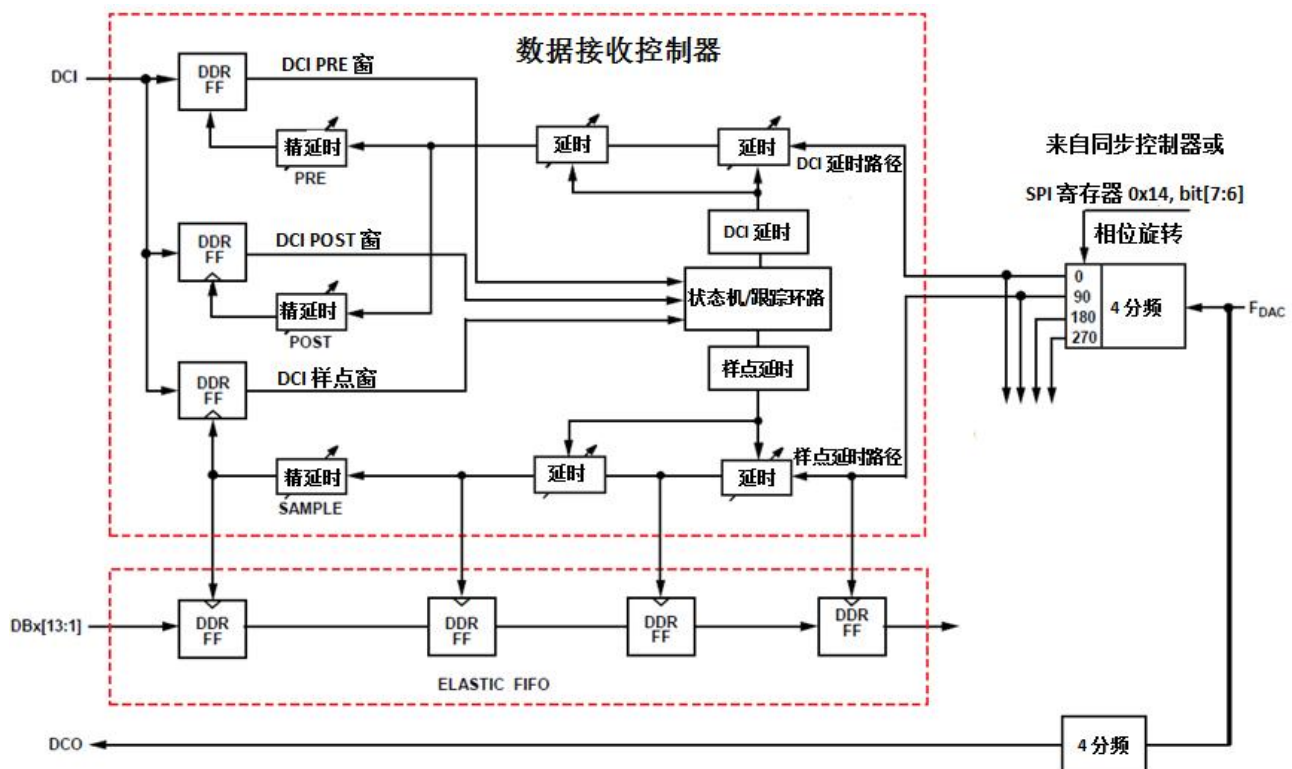 数据接收控制器
DCI
DDR
FF
DCI PRE 窗
精延时
PRE
延时
延时
DCI 延时路径
来自同步控制器或
SPI 寄存器 0x14, bit[7:6]
相位旋转
DDR
FF
DCI POST 窗
DCI 延时
状态机/跟踪环路
精延时
POST
0
90
180
270
4 分频
FDAC
DDR
FF
DCI 样点窗
样点延时
精延时
SAMPLE
延时
延时
样点延时路径
DBx[13:1]
DDR
FF
DDR
FF
DDR
FF
DDR
FF
ELASTIC FIFO
DCO
4 分频